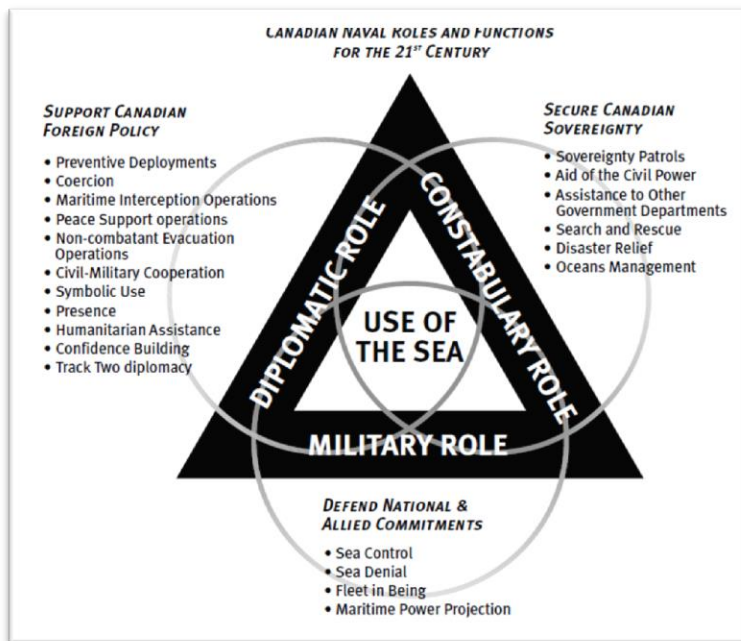 CANADIAN NAVAL ROLES AND FUNCTIONS
FOR THE 21ST CENTURY
SUPPORT CANADIAN
FOREIGN POLICY
• Preventive Deployments
• Coercion
• Maritime Interception Operations
• Peace Support operations
• Non-combatant Evacuation
Operations
• Civil-Military Cooperation
• Symbolic Use
• Presence
• Humanitarian Assistance
• Confidence Building
• Track Two diplomacy
SECURE CANADIAN
SOVEREIGNTY
• Sovereignty Patrols
• Aid of the Civil Power
• Assistance to Other
Government Departments
• Search and Rescue
• Disaster Relief
• Oceans Management
DIPLOMATIC ROLE
CONSTABULARY ROLE
USE OF
THE SEA
MILITARY ROLE
DEFEND NATIONAL &
ALLIED COMMITMENTS
• Sea Control
• Sea Denial
• Fleet in Being
• Maritime Power Projection